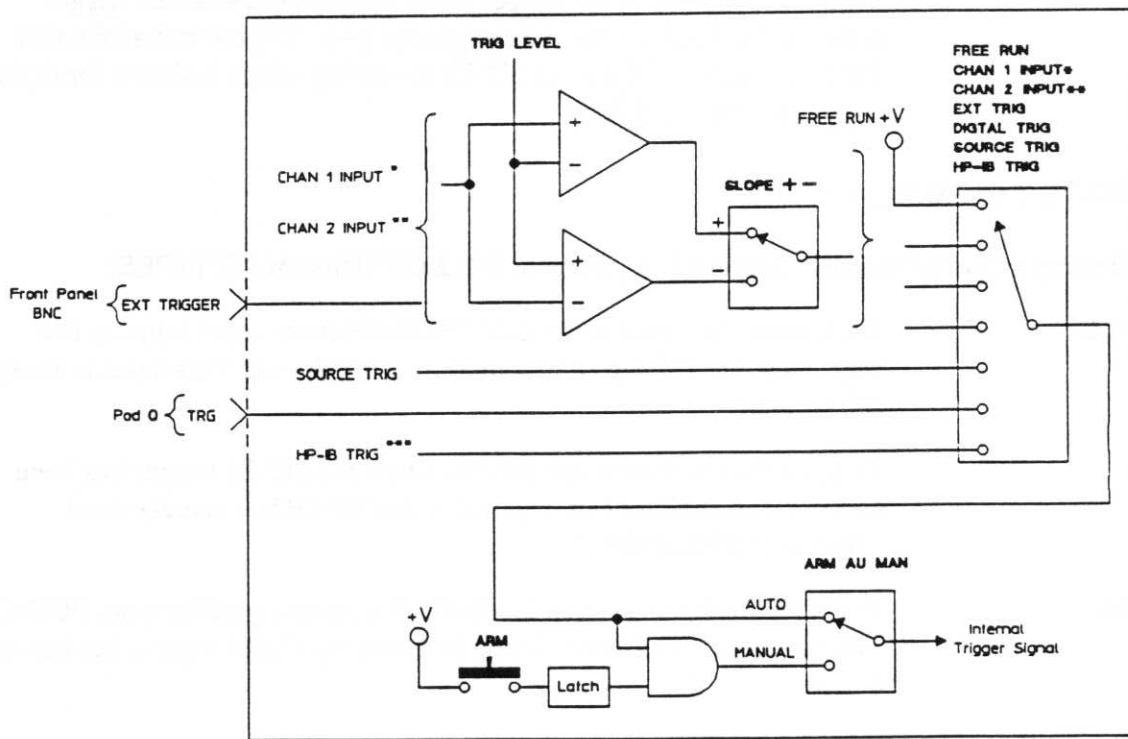 TRIG LEVEL
FREE RUN
CHAN 1 INPUT*
CHAN 2 INPUT**
EXT TRIG
DIGITAL TRIG
SOURCE TRIG
HP-IB TRIG
FREE RUN +V
+
−
CHAN 1 INPUT *
SLOPE + −
CHAN 2 INPUT **
+
−
+
−
Front Panel
BNC
EXT TRIGGER
SOURCE TRIG
Pod Q
TRG
HP-IB TRIG ***
ARM AU MAN
+V
AUTO
ARM
Internal
Trigger Signal
MANUAL
Latch